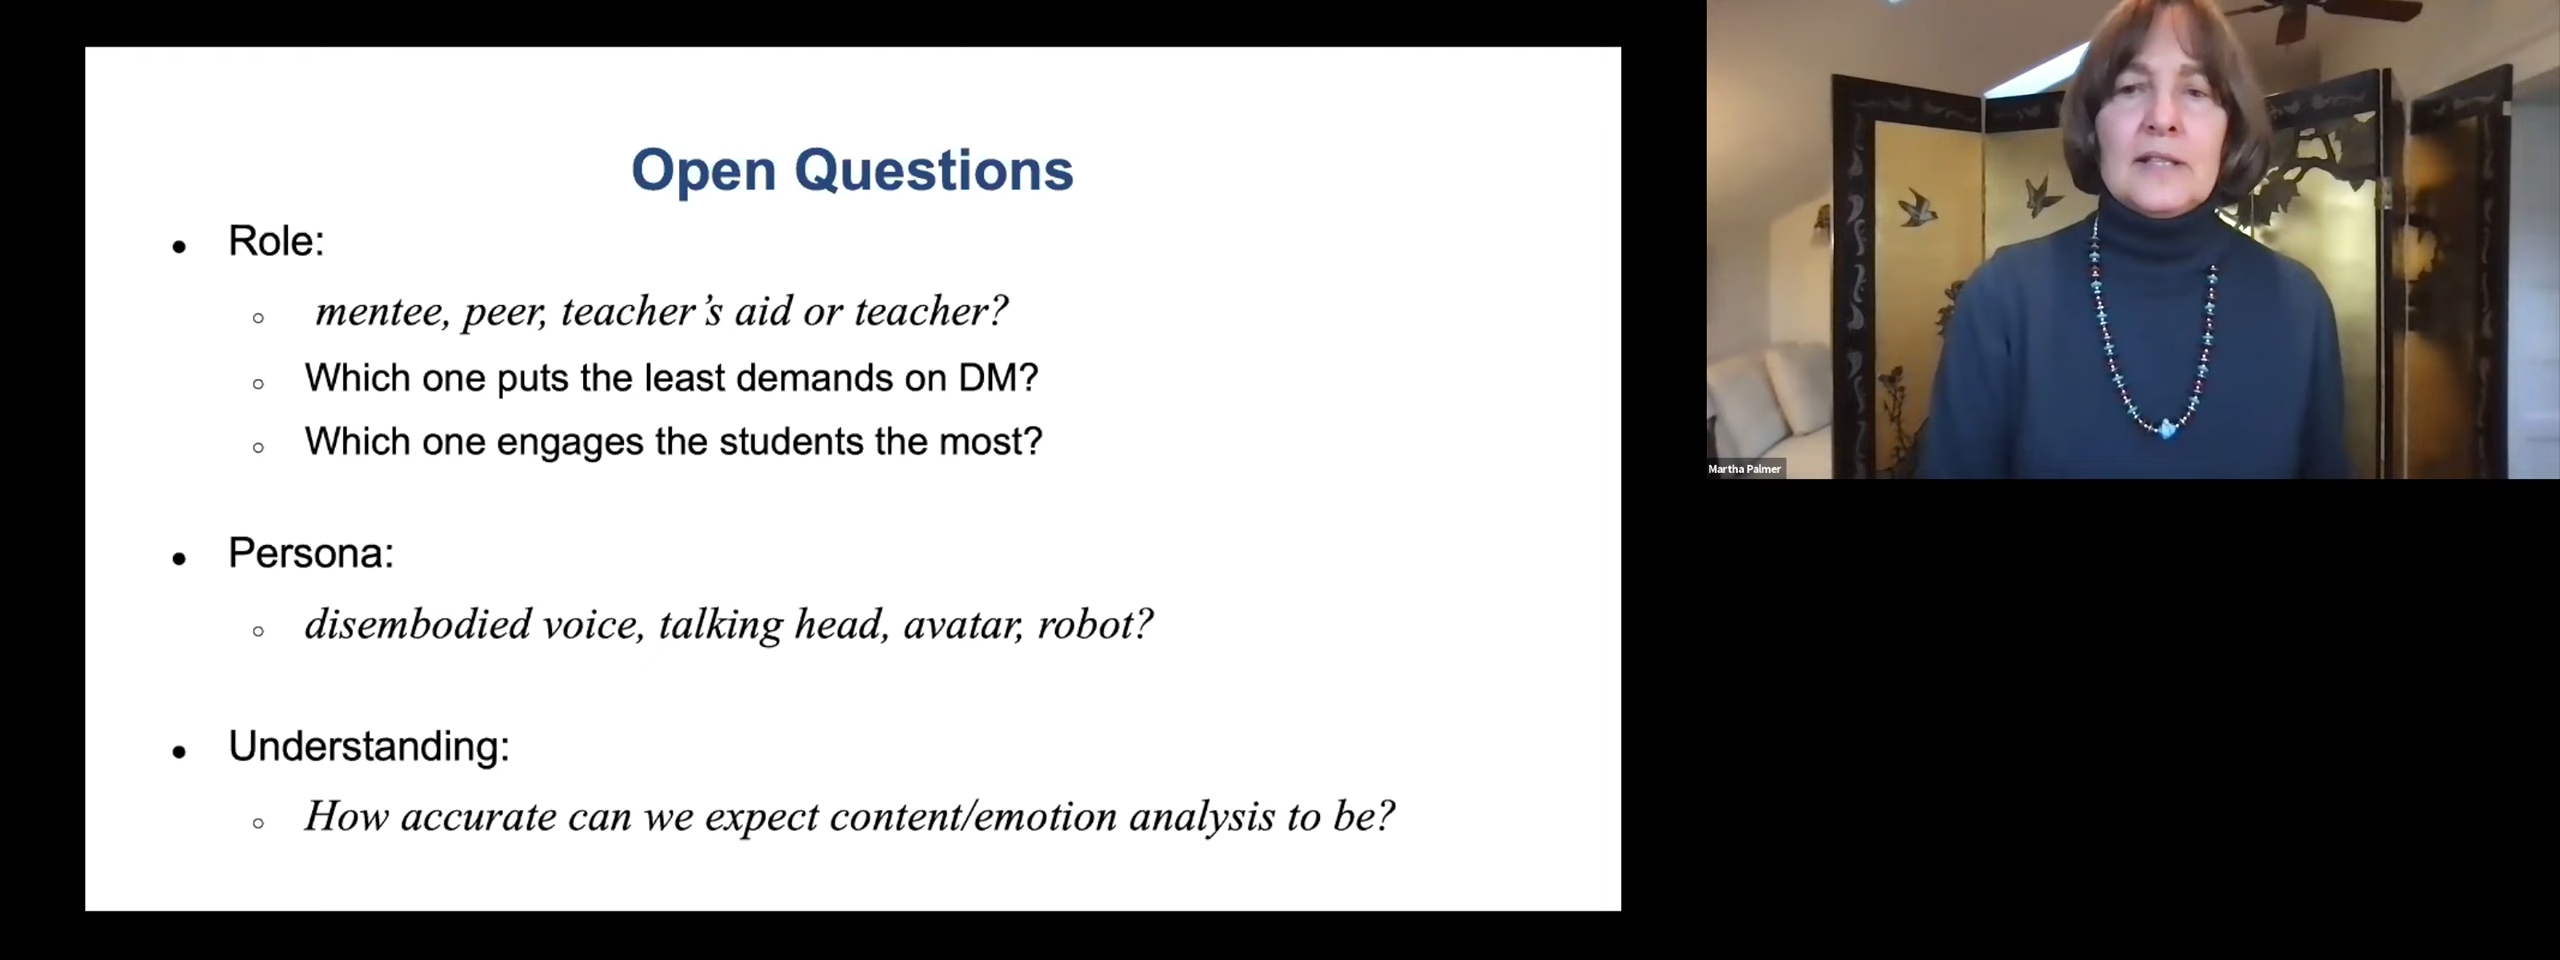 Open Questions
Role:
mentee, peer, teacher’s aid or teacher?
Which one puts the least demands on DM?
Which one engages the students the most?
Persona:
disembodied voice, talking head, avatar, robot?
Understanding:
How accurate can we expect content/emotion analysis to be?
Martha Palmer